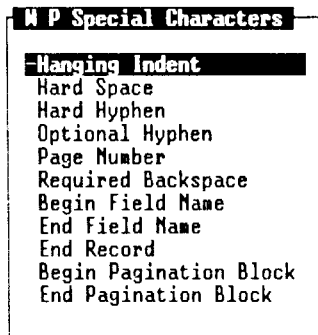 W P Special Characters
-Hanging Indent
Hard Space
Hard Hyphen
Optional Hyphen
Page Number
Required Backspace
Begin Field Name
End Field Name
End Record
Begin Pagination Block
End Pagination Block